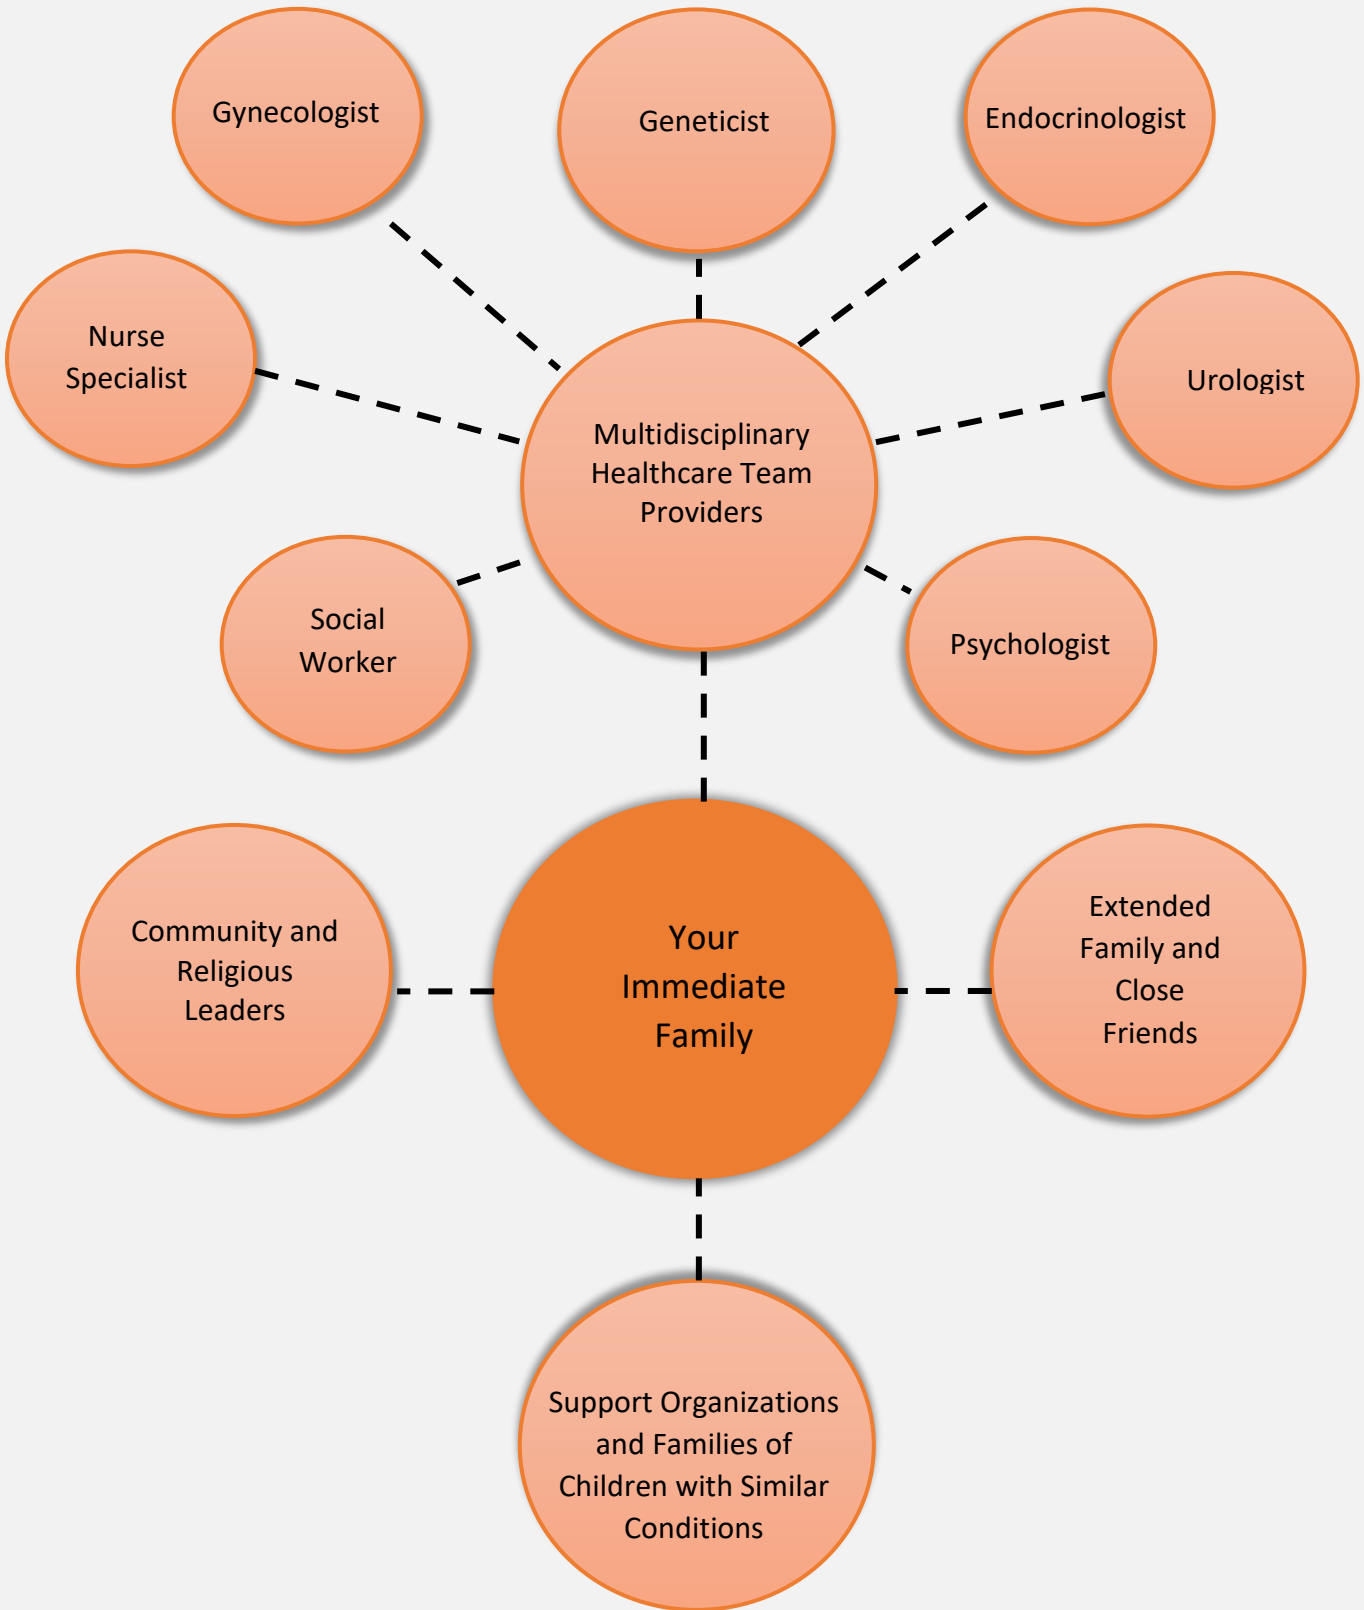 Gynecologist
Geneticist
Endocrinologist
Nurse
Specialist
Urologist
Multidisciplinary
Healthcare Team
Providers
Social
Worker
Psychologist
Community and
Religious
Leaders
Your
Immediate
Family
Extended
Family and
Close
Friends
Support Organizations
and Families of
Children with Similar
Conditions